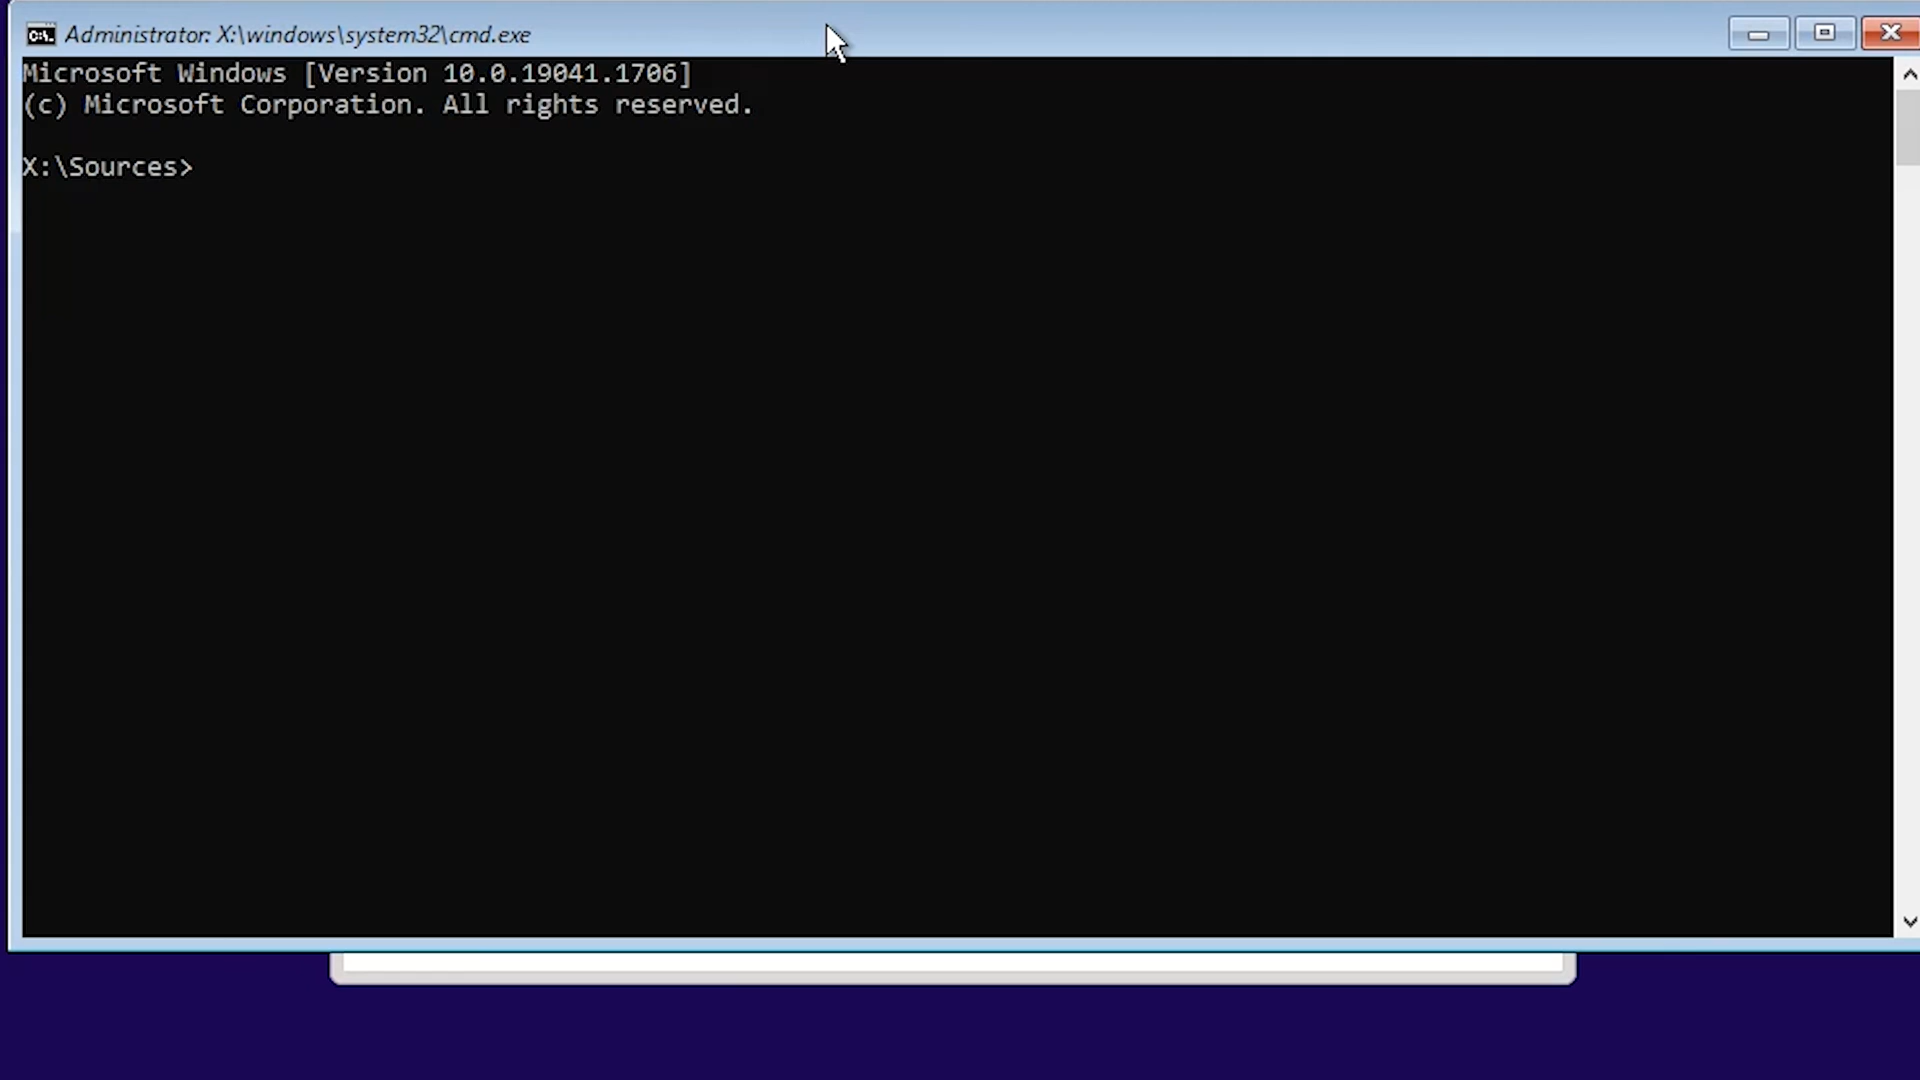 Administrator: X:\windows\system32\cmd.exe
Microsoft Windows [Version 10.0.19041.1706]
(c) Microsoft Corporation. All rights reserved.
X:\Sources>